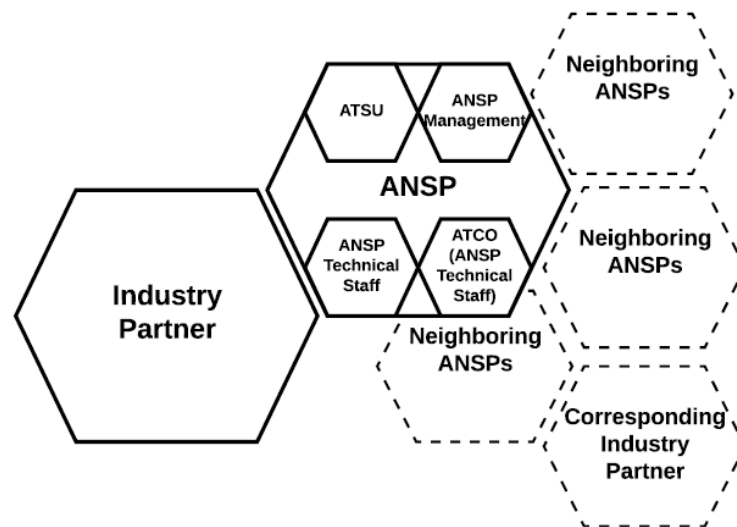 Neighboring
ANSPs
ATSU
ANSP
Management
ANSP
ANSP
Technical
Staff
ATCO
(ANSP
Technical
Staff)
Neighboring
ANSPs
Industry
Partner
Neighboring
ANSPs
Corresponding
Industry
Partner